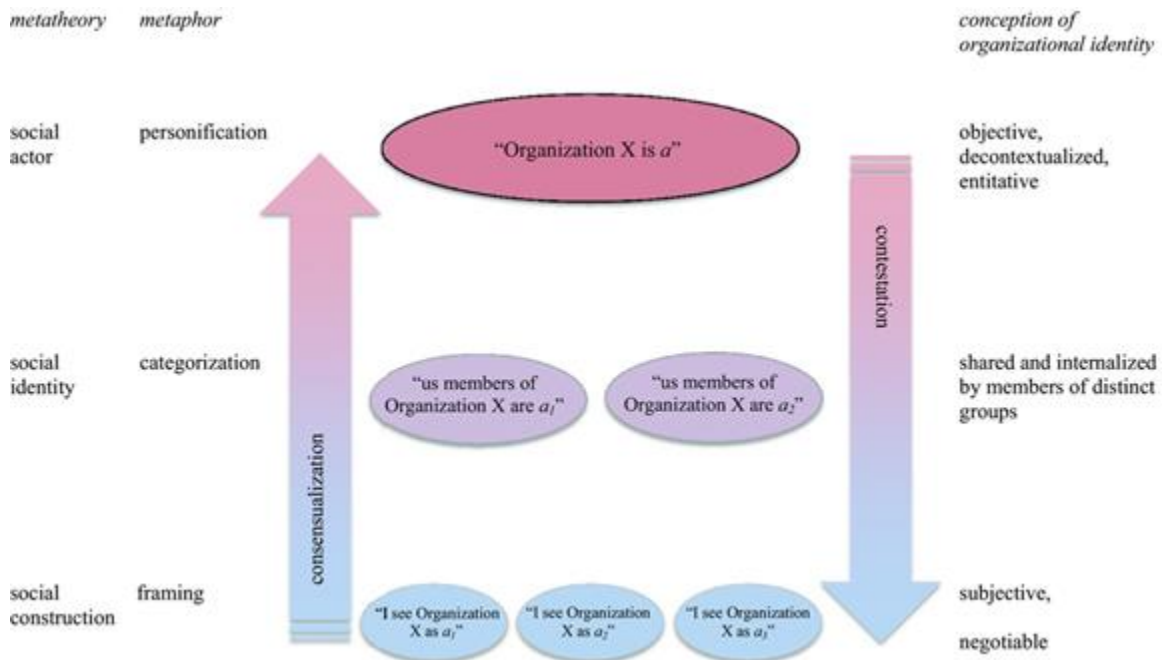 metatheory metaphor conception of
organizational identity
social personification “Organization X is a” objective,
actor decontextualized,
entitative
contestation
social categorization “us members of “us members of shared and internalized
identity Organization X are a₁” Organization X are a₂” by members of distinct
groups
consensualization
social framing “I see Organization “I see Organization “I see Organization subjective,
construction X as a₁” X as a₂” X as a₃”
negotiable